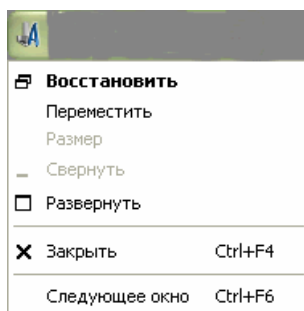 Восстановить
Переместить
Размер
Свернуть
Развернуть
Закрыть Ctrl+F4
Следующее окно Ctrl+F6